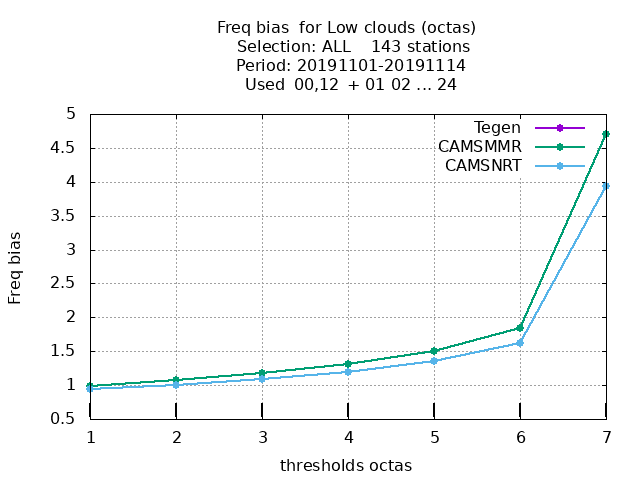 Freq bias  for Low clouds (octas)
Selection: ALL    143 stations
Period: 20191101-20191114
Used  00,12  + 01 02 ... 24
5
4.5
4
3.5
3
2.5
2
1.5
1
0.5
Freq bias
Tegen
CAMSMMR
CAMSNRT
1 2 3 4 5 6 7
thresholds octas